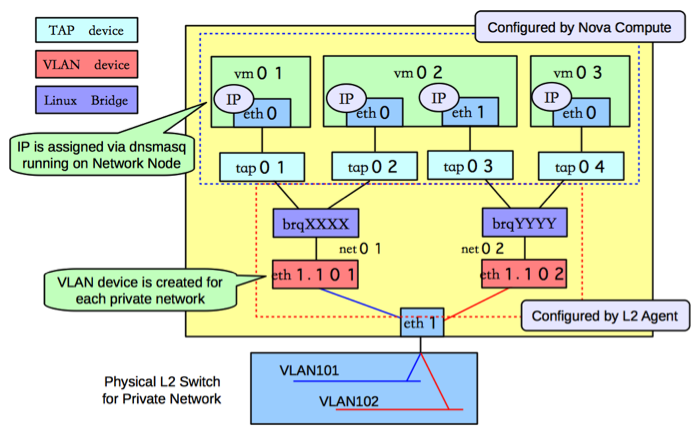 Configured by Nova Compute
TAP device
VLAN device
Linux Bridge
vm01
vm02
vm03
IP
IP
IP
IP
eth0
eth0
eth1
eth0
IP is assigned via dnsmasq
running on Network Node
tap01
tap02
tap03
tap04
brqXXXX
brqYYYY
net01
net02
eth1.101
eth1.102
VLAN device is created for
each private network
eth1
Configured by L2 Agent
Physical L2 Switch
for Private Network
VLAN101
VLAN102